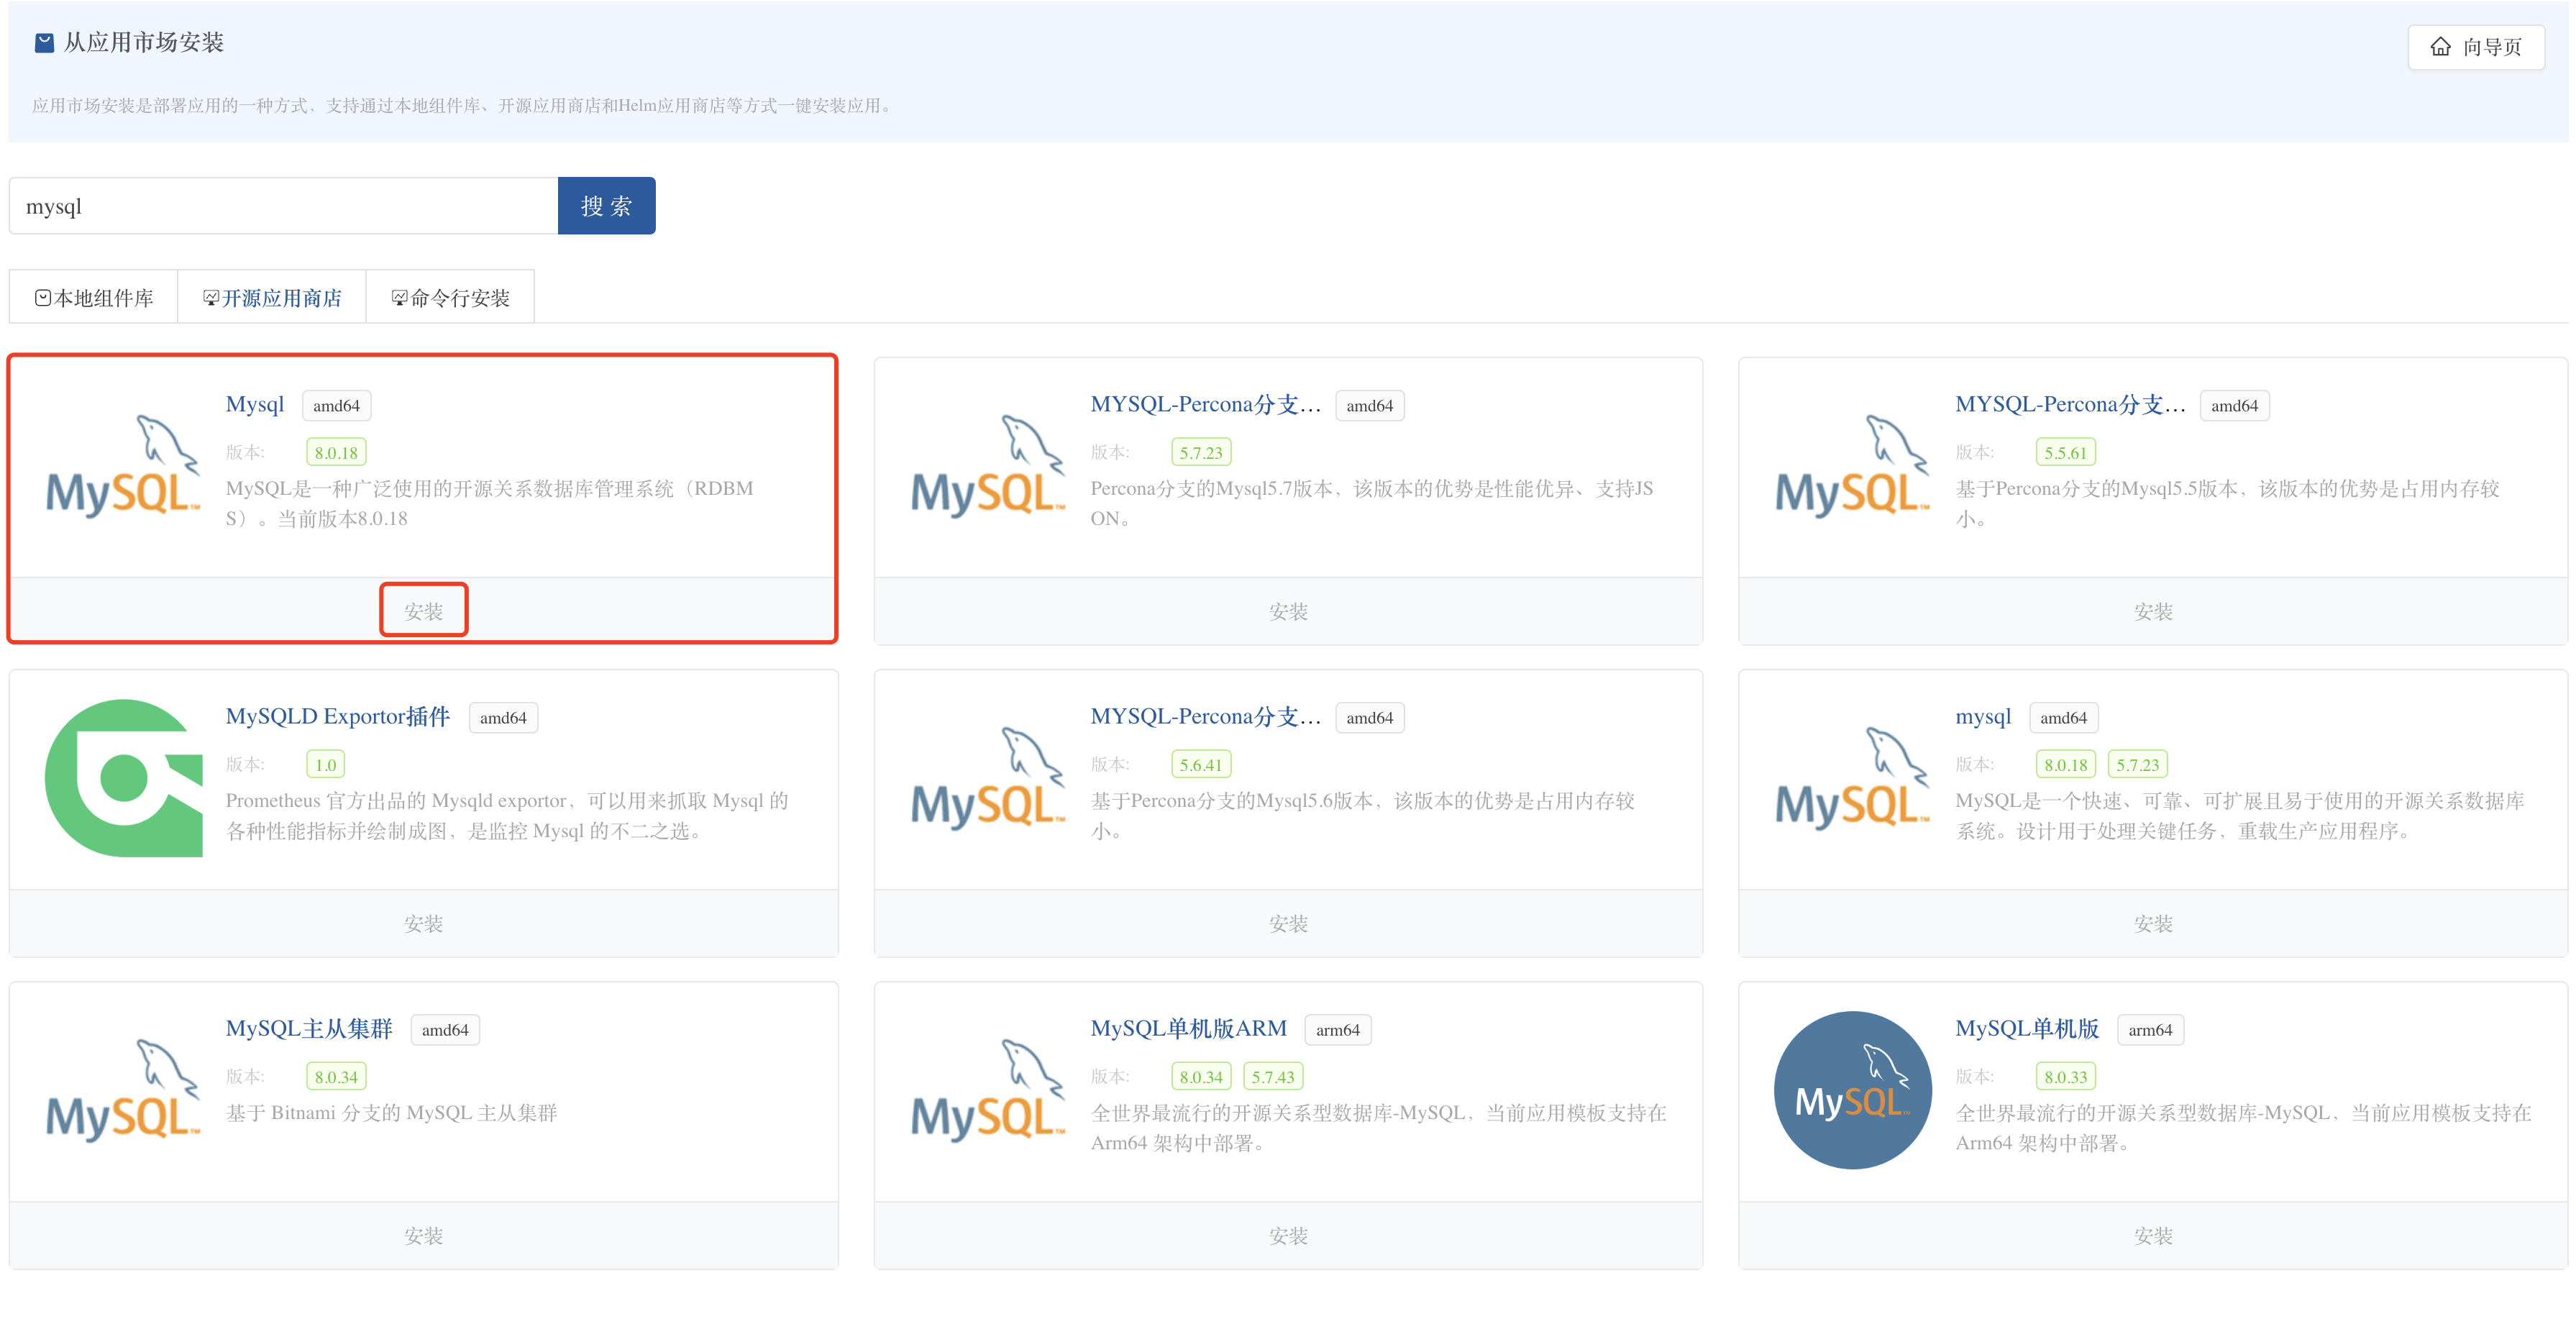 从应用市场安装
向导页
应用市场安装是部署应用的一种方式，支持通过本地组件库、开源应用商店和Helm应用商店等方式一键安装应用。
mysql
搜 索
本地组件库
开源应用商店
命令行安装
MySQL™
Mysql amd64
版本: 8.0.18
MySQL是一种广泛使用的开源关系数据库管理系统（RDBM
S）。当前版本8.0.18
安装
MySQL™
MYSQL-Percona分支... amd64
版本: 5.7.23
Percona分支的Mysql5.7版本，该版本的优势是性能优异、支持JS
ON。
安装
MySQL™
MYSQL-Percona分支... amd64
版本: 5.5.61
基于Percona分支的Mysql5.5版本，该版本的优势是占用内存较
小。
安装
MySQLD Exportor插件 amd64
版本: 1.0
Prometheus 官方出品的 Mysqld exportor，可以用来抓取 Mysql 的
各种性能指标并绘制成图，是监控 Mysql 的不二之选。
安装
MySQL™
MYSQL-Percona分支... amd64
版本: 5.6.41
基于Percona分支的Mysql5.6版本，该版本的优势是占用内存较
小。
安装
MySQL™
mysql amd64
版本: 8.0.18 5.7.23
MySQL是一个快速、可靠、可扩展且易于使用的开源关系数据库
系统。设计用于处理关键任务，重载生产应用程序。
安装
MySQL™
MySQL主从集群 amd64
版本: 8.0.34
基于 Bitnami 分支的 MySQL 主从集群
安装
MySQL™
MySQL单机版ARM arm64
版本: 8.0.34 5.7.43
全世界最流行的开源关系型数据库-MySQL，当前应用模板支持在
Arm64 架构中部署。
安装
MySQL™
MySQL单机版 arm64
版本: 8.0.33
全世界最流行的开源关系型数据库-MySQL，当前应用模板支持在
Arm64 架构中部署。
安装